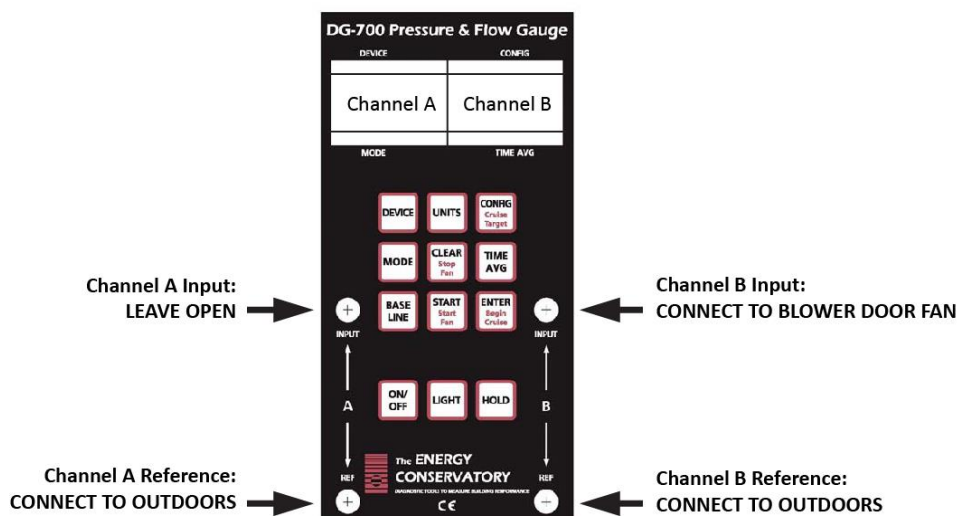 DG-700 Pressure & Flow Gauge
DEVICE CONFIG
Channel A Channel B
MODE TIME AVG
DEVICE UNITS CONFIG
Cruise
Target
MODE CLEAR TIME
Stop AVG
Fan
Channel A Input:
LEAVE OPEN
BASE START ENTER
LINE Start Begin
Fan Cruise
Channel B Input:
CONNECT TO BLOWER DOOR FAN
INPUT INPUT
ON/ LIGHT HOLD
OFF
A B
The ENERGY
CONSERVATORY
DIAGNOSTIC TOOLS TO MEASURE BUILDING PERFORMANCE
CE
REF REF
Channel A Reference:
CONNECT TO OUTDOORS
Channel B Reference:
CONNECT TO OUTDOORS